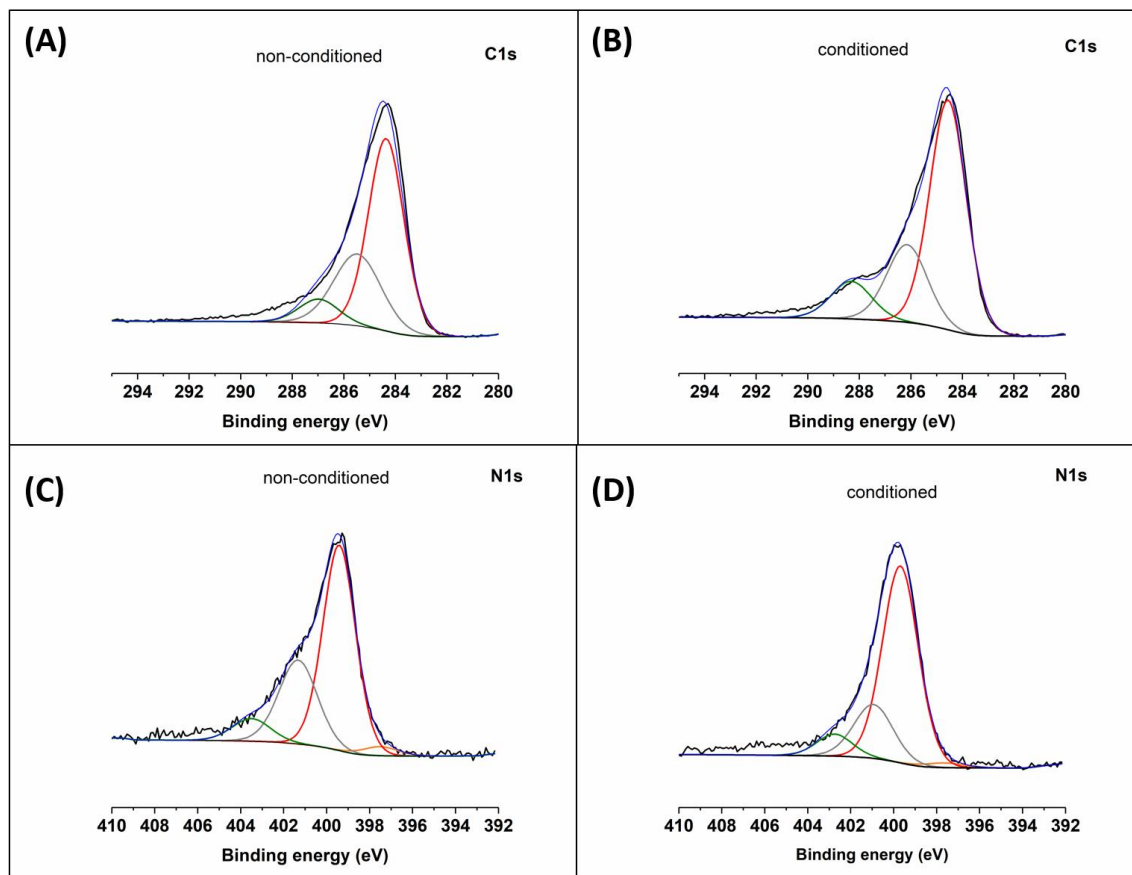 (A)
non-conditioned
C1s
294 292 290 288 286 284 282 280
Binding energy (eV)
(B)
conditioned
C1s
294 292 290 288 286 284 282 280
Binding energy (eV)
(C)
non-conditioned
N1s
410 408 406 404 402 400 398 396 394 392
Binding energy (eV)
(D)
conditioned
N1s
410 408 406 404 402 400 398 396 394 392
Binding energy (eV)